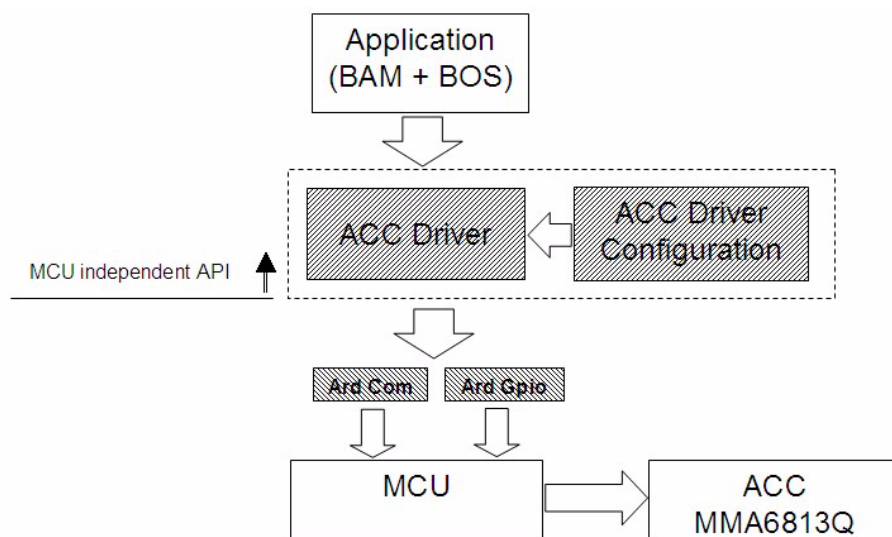 Application
(BAM + BOS)
ACC Driver
ACC Driver
Configuration
MCU independent API
Ard Com
Ard Gpio
MCU
ACC
MMA6813Q